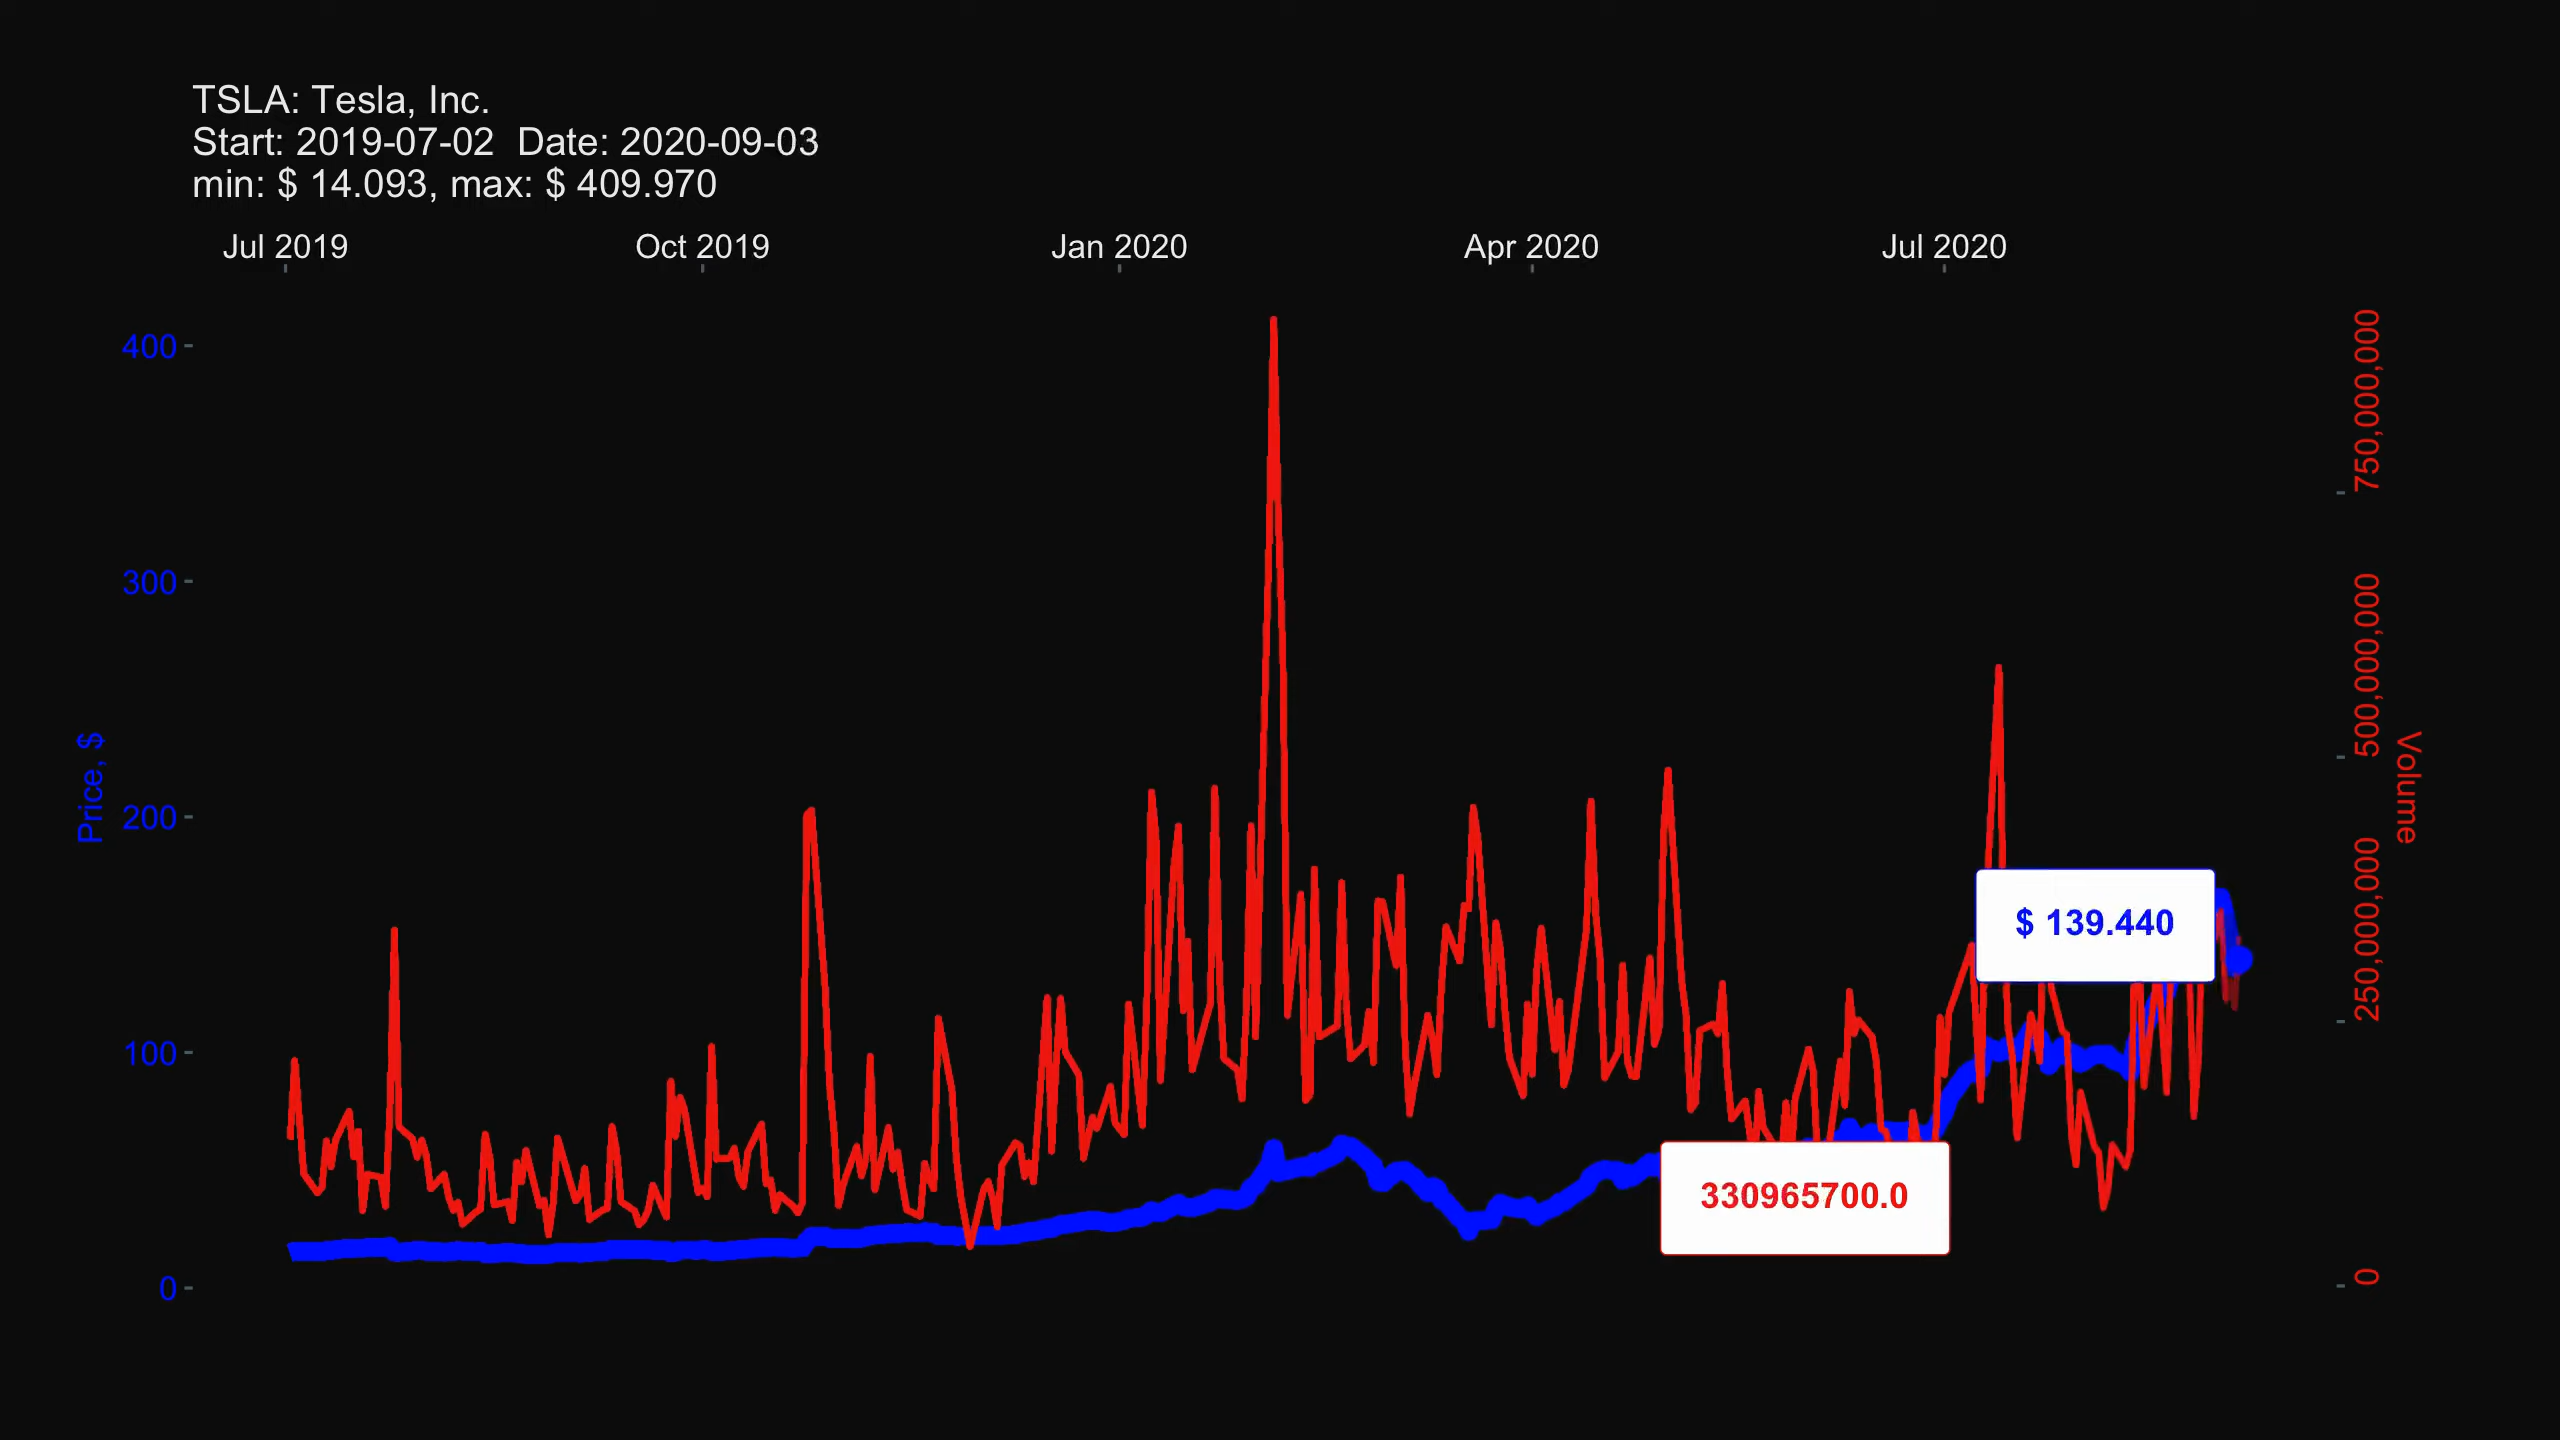 TSLA: Tesla, Inc.
Start: 2019-07-02  Date: 2020-09-03
min: $ 14.093, max: $ 409.970
Jul 2019
Oct 2019
Jan 2020
Apr 2020
Jul 2020
400
300
200
100
0
Price, $
750,000,000
500,000,000
250,000,000
0
Volume
$ 139.440
330965700.0